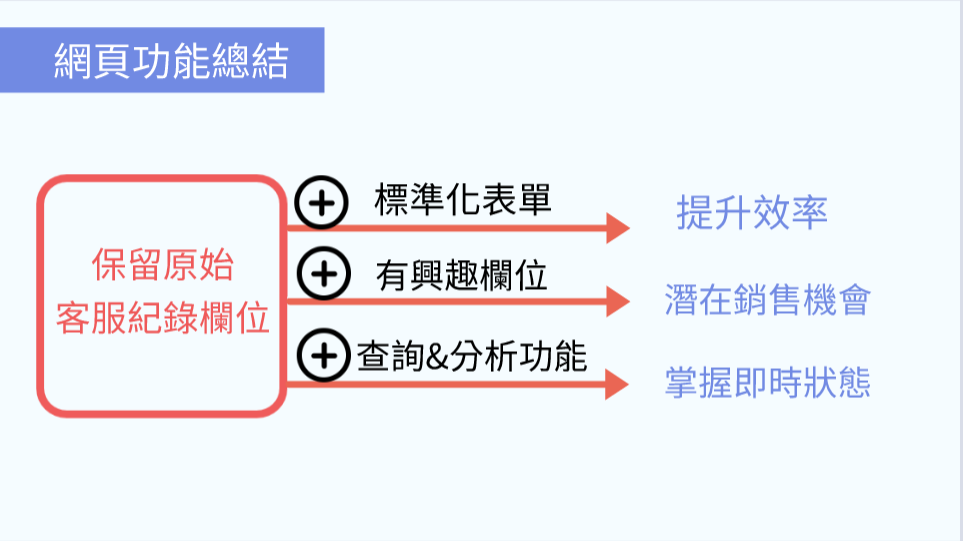 網頁功能總結
保留原始
客服紀錄欄位
標準化表單
提升效率
有興趣欄位
潛在銷售機會
查詢&分析功能
掌握即時狀態